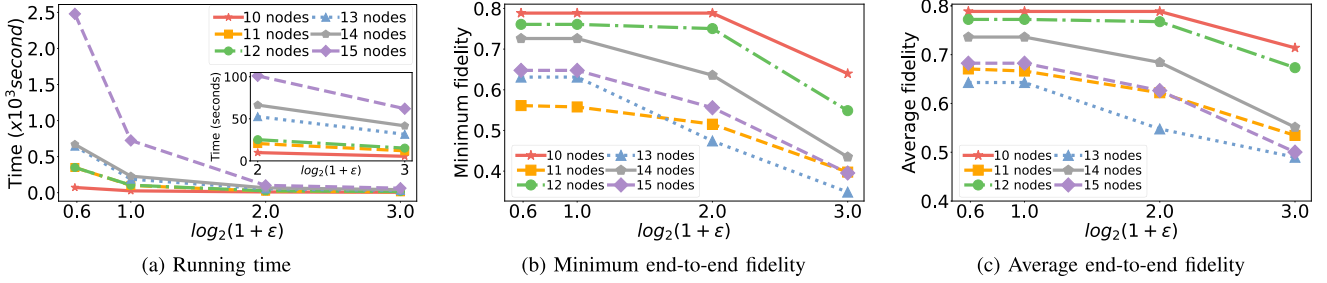 Time (x10³second)
2.5
2.0
1.5
1.0
0.5
0.0
10 nodes
11 nodes
12 nodes
13 nodes
14 nodes
15 nodes
Time (seconds)
100
50
0
2
3
log₂(1 + ε)
0.6
1.0
2.0
3.0
log₂(1 + ε)
(a) Running time
Minimum fidelity
0.8
0.7
0.6
0.5
0.4
10 nodes
11 nodes
12 nodes
13 nodes
14 nodes
15 nodes
0.6
1.0
2.0
3.0
log₂(1 + ε)
(b) Minimum end-to-end fidelity
Average fidelity
0.8
0.7
0.6
0.5
0.4
10 nodes
11 nodes
12 nodes
13 nodes
14 nodes
15 nodes
0.6
1.0
2.0
3.0
log₂(1 + ε)
(c) Average end-to-end fidelity